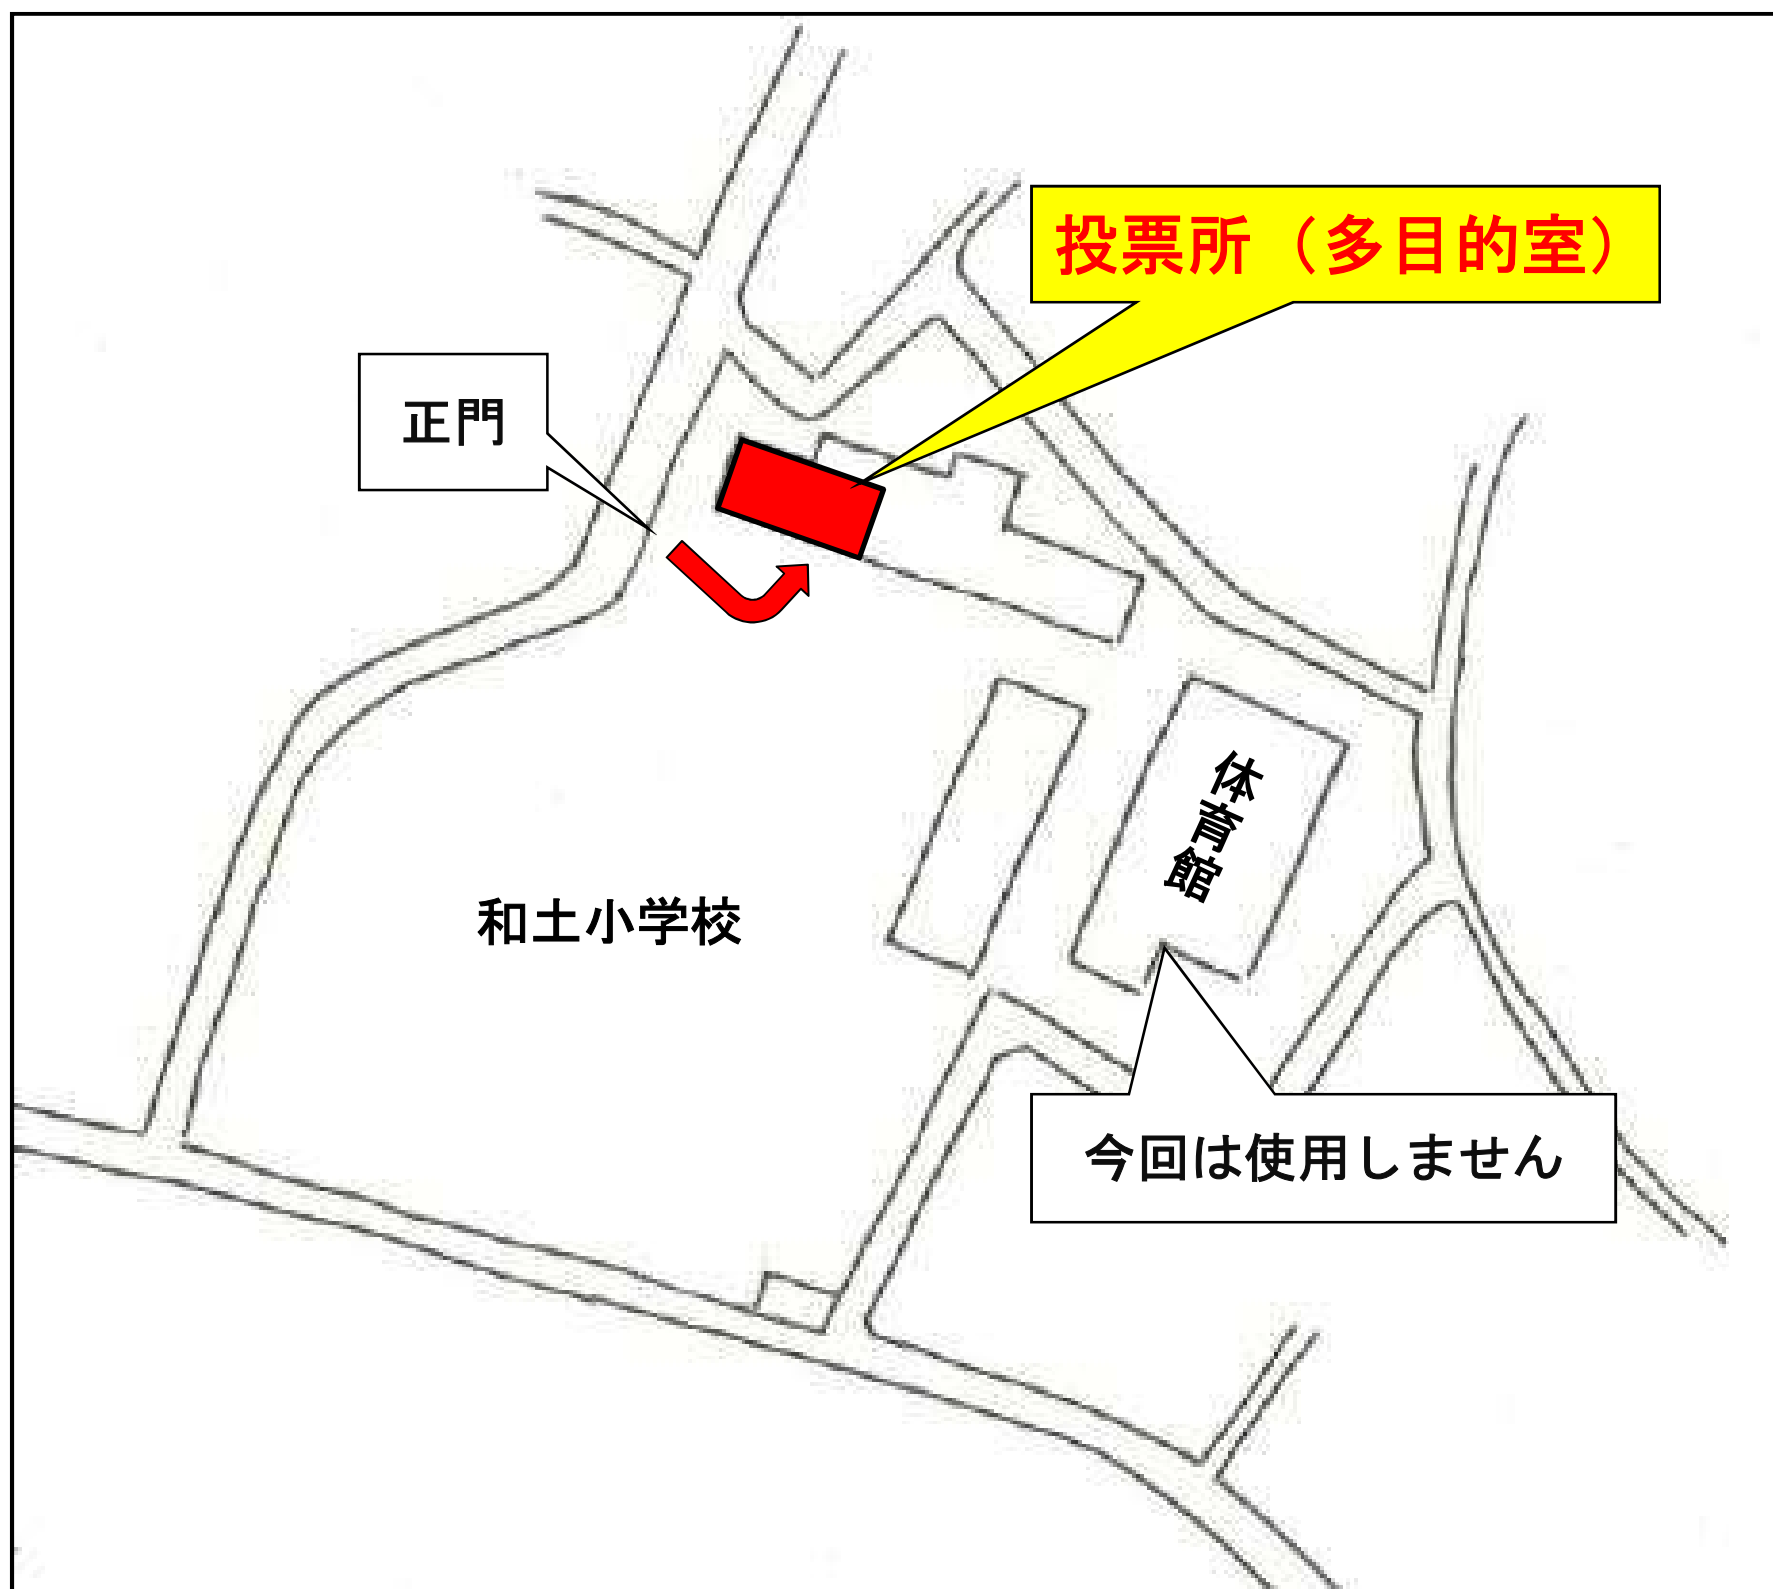 投票所（多目的室）
正門
体育館
和土小学校
今回は使用しません